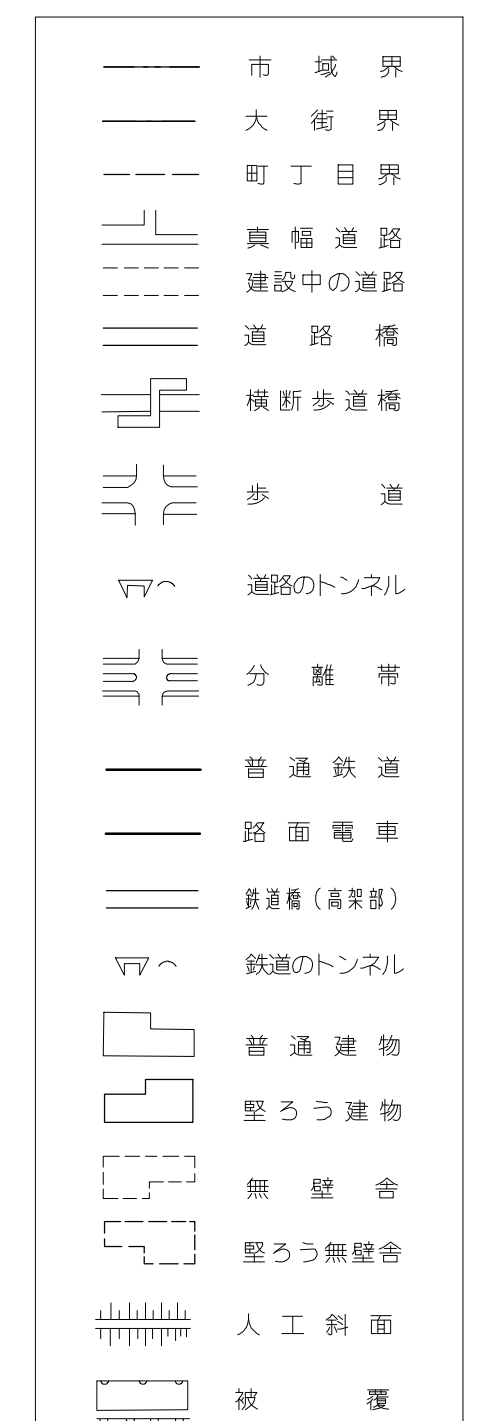 市域界
大街界
町丁目界
真幅道路
建設中の道路
道路橋
横断歩道橋
歩道
道路のトンネル
分離帯
普通鉄道
路面電車
鉄道橋（高架部）
鉄道のトンネル
普通建物
堅ろう建物
無壁舎
堅ろう無壁舎
人工斜面
被覆